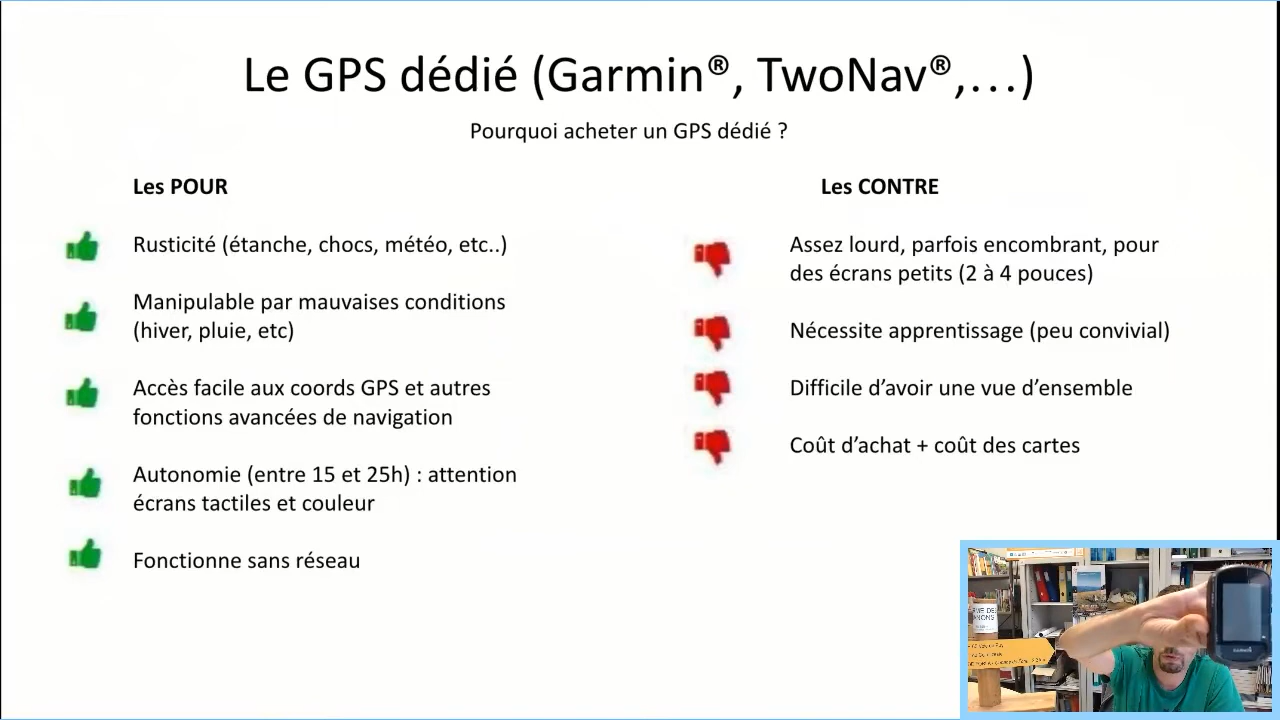 Le GPS dédié (Garmin®, TwoNav®,…)
Pourquoi acheter un GPS dédié ?
Les POUR
Rusticité (étanche, chocs, météo, etc..)
Manipulable par mauvaises conditions
(hiver, pluie, etc)
Accès facile aux coords GPS et autres
fonctions avancées de navigation
Autonomie (entre 15 et 25h) : attention
écrans tactiles et couleur
Fonctionne sans réseau
Les CONTRE
Assez lourd, parfois encombrant, pour
des écrans petits (2 à 4 pouces)
Nécessite apprentissage (peu convivial)
Difficile d’avoir une vue d’ensemble
Coût d’achat + coût des cartes